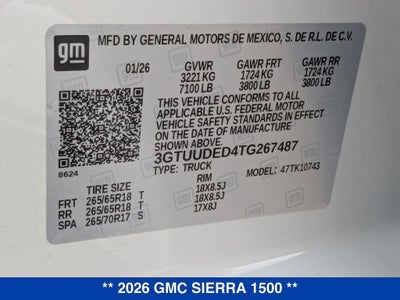 gm
MFD BY GENERAL MOTORS DE MEXICO, S. DE R.L. DE C.V.
01/26 GVWR GAWR FRT GAWR RR
3221 KG 1724 KG 1724 KG
7100 LB 3800 LB 3800 LB
THIS VEHICLE CONFORMS TO ALL
APPLICABLE U.S. FEDERAL MOTOR
VEHICLE SAFETY AND THEFT
PREVENTION STANDARDS IN EFFECT
ON THE DATE OF MANUFACTURE
SHOWN ABOVE.
3GTUUDED4TG267487
8624
TYPE: TRUCK 47TK10743
TIRE SIZE RIM
FRT 265/65R18 T 18X8.5J
RR 265/65R18 T 18X8.5J
SPA 265/70R17 S 17X8J
** 2026 GMC SIERRA 1500 **